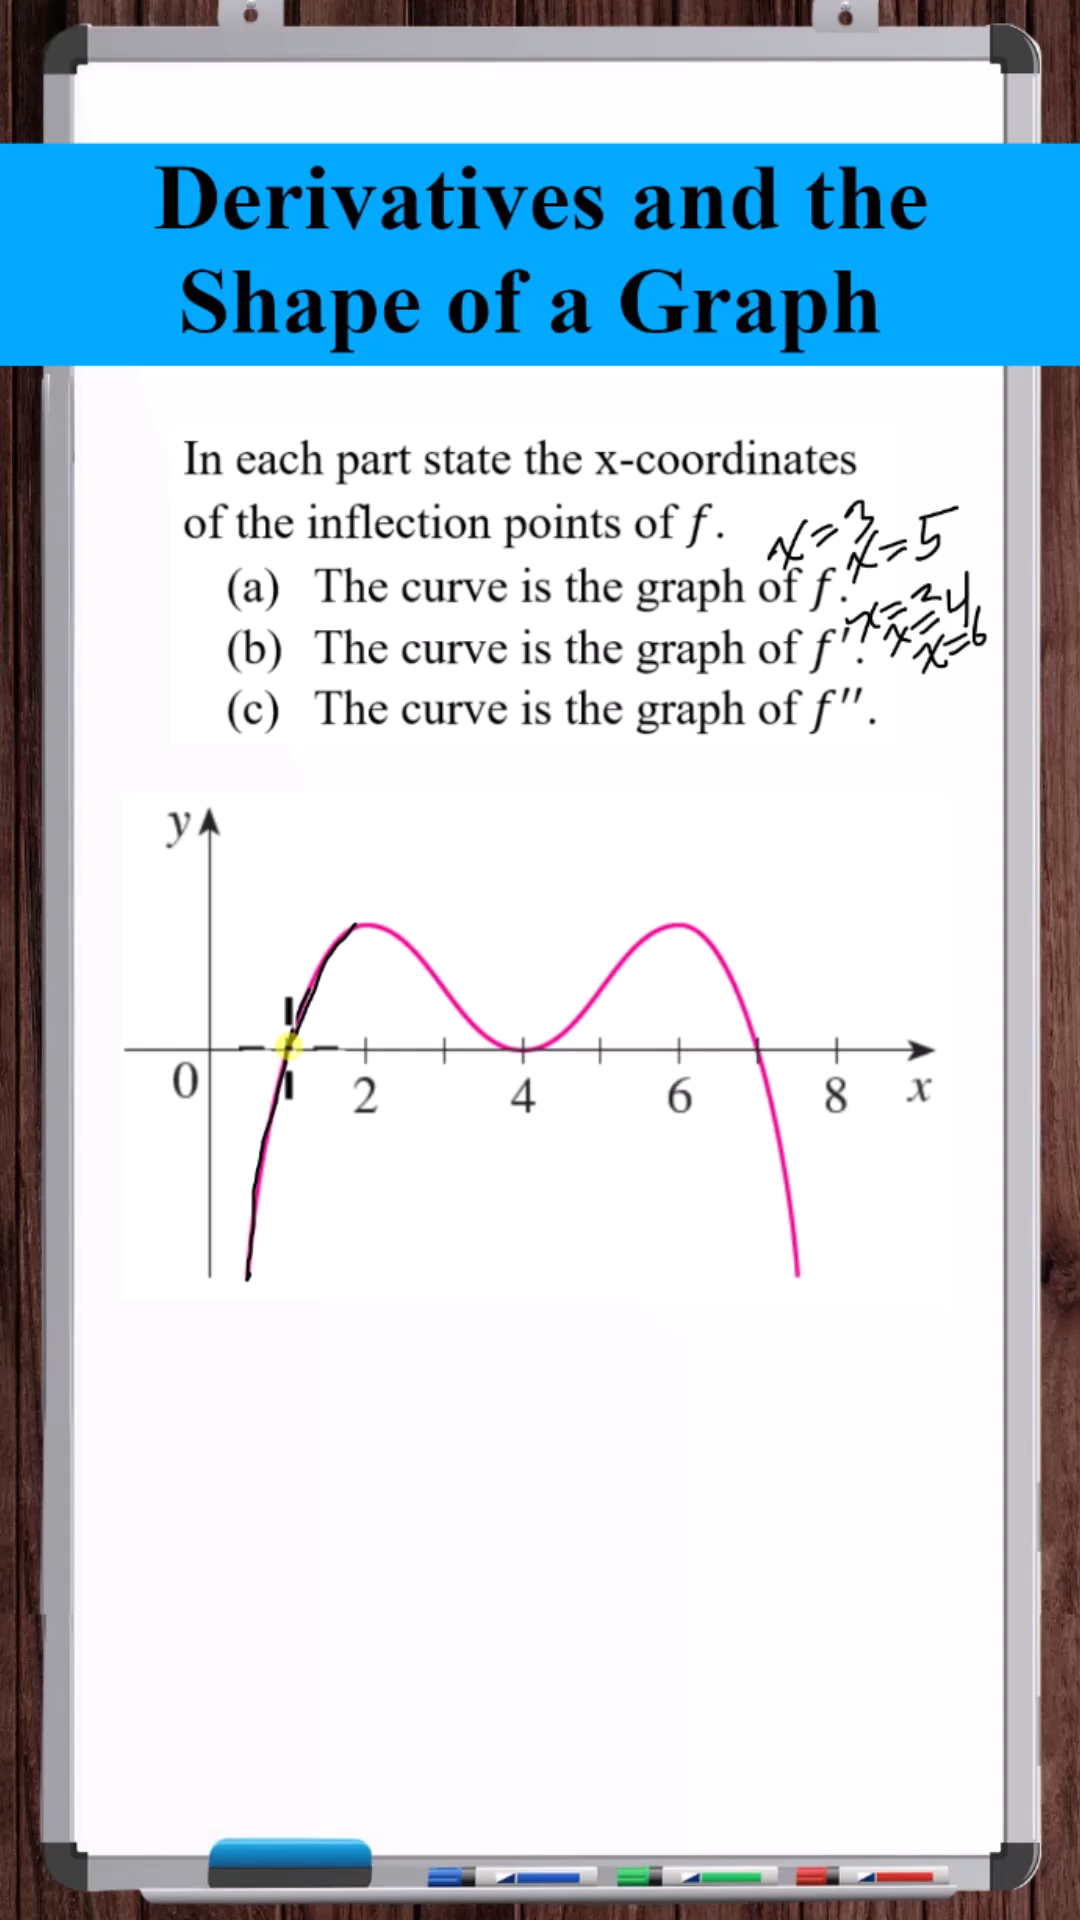 Derivatives and the
Shape of a Graph
In each part state the x-coordinates
of the inflection points of f.
x=3
x=5
(a) The curve is the graph of f.
x=2
x=4
x=6
(b) The curve is the graph of f′.
(c) The curve is the graph of f″.
y
0 2 4 6 8 x